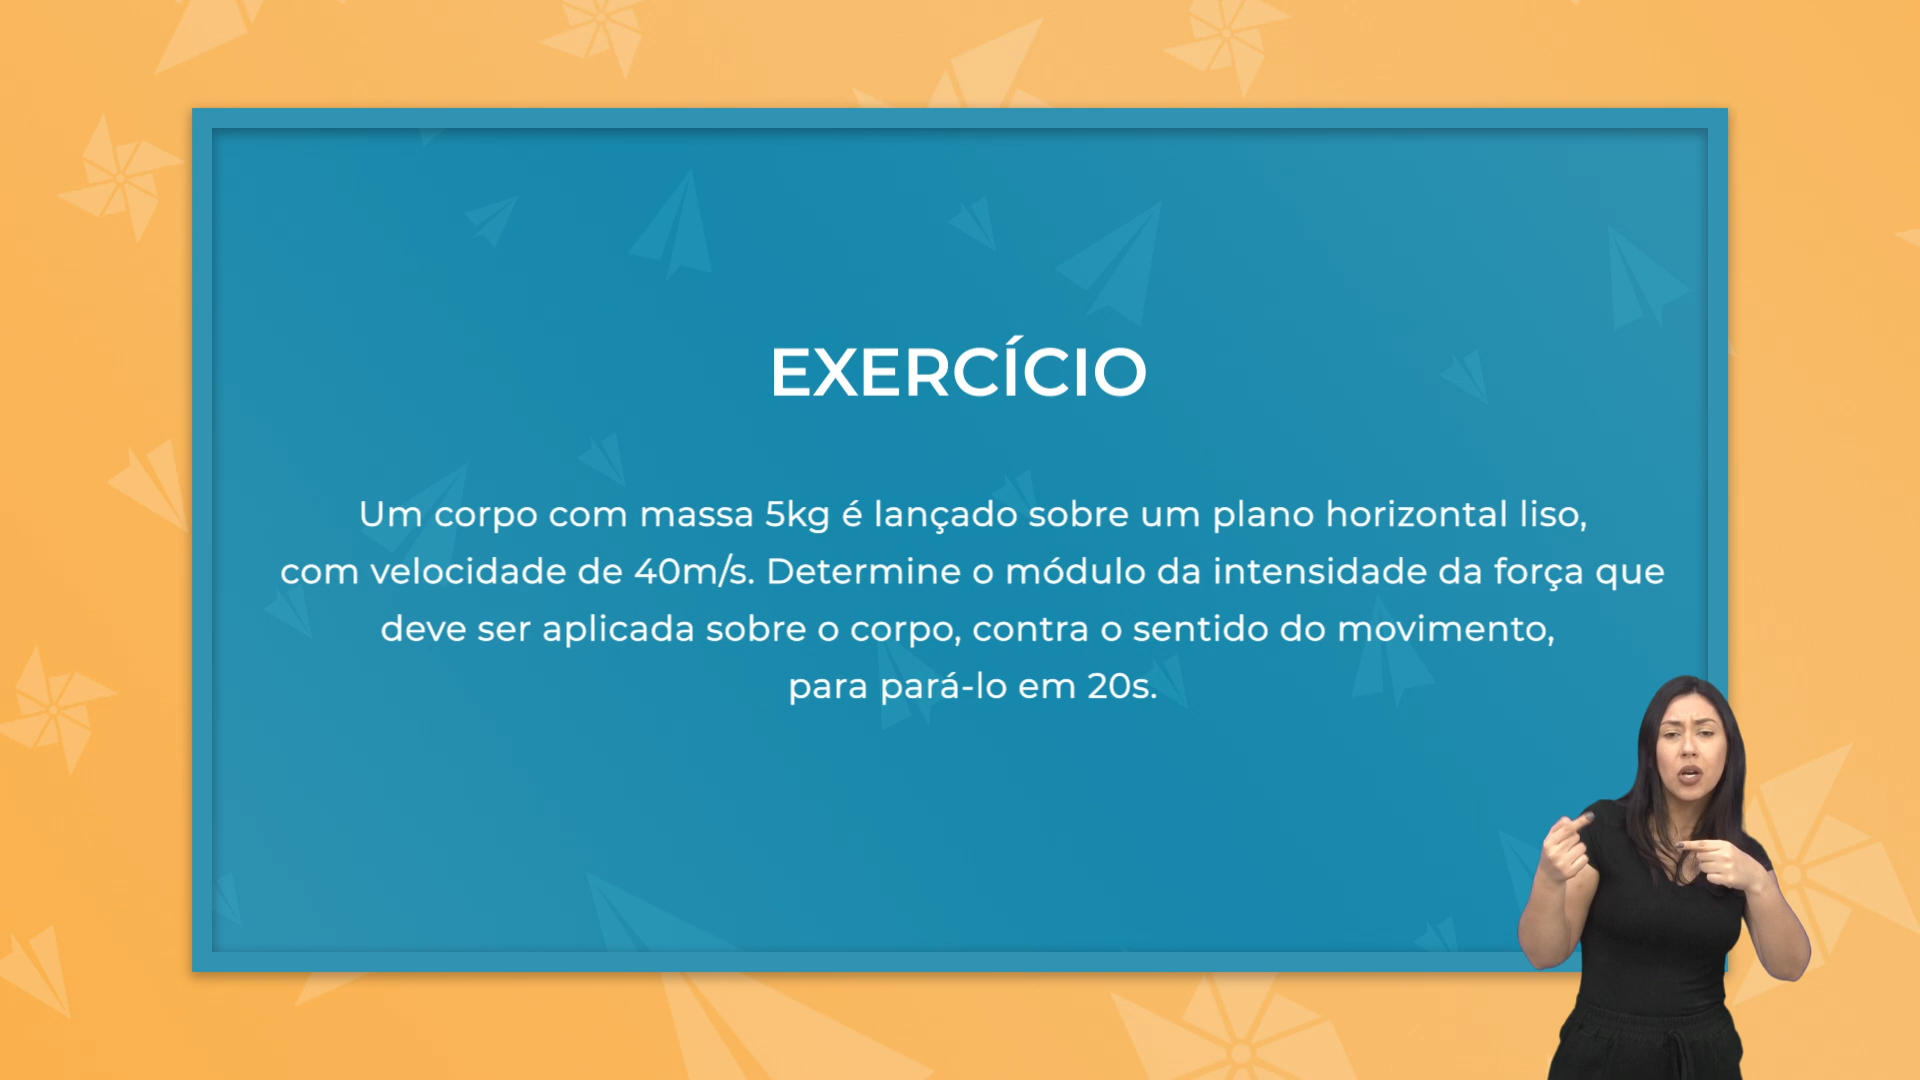 EXERCÍCIO
Um corpo com massa 5kg é lançado sobre um plano horizontal liso,
com velocidade de 40m/s. Determine o módulo da intensidade da força que
deve ser aplicada sobre o corpo, contra o sentido do movimento,
para pará-lo em 20s.